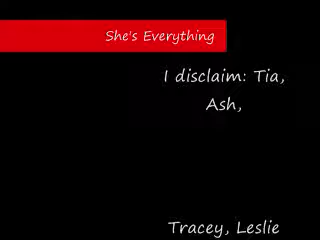 She's Everything
I disclaim: Tia,
Ash,
Tracey, Leslie